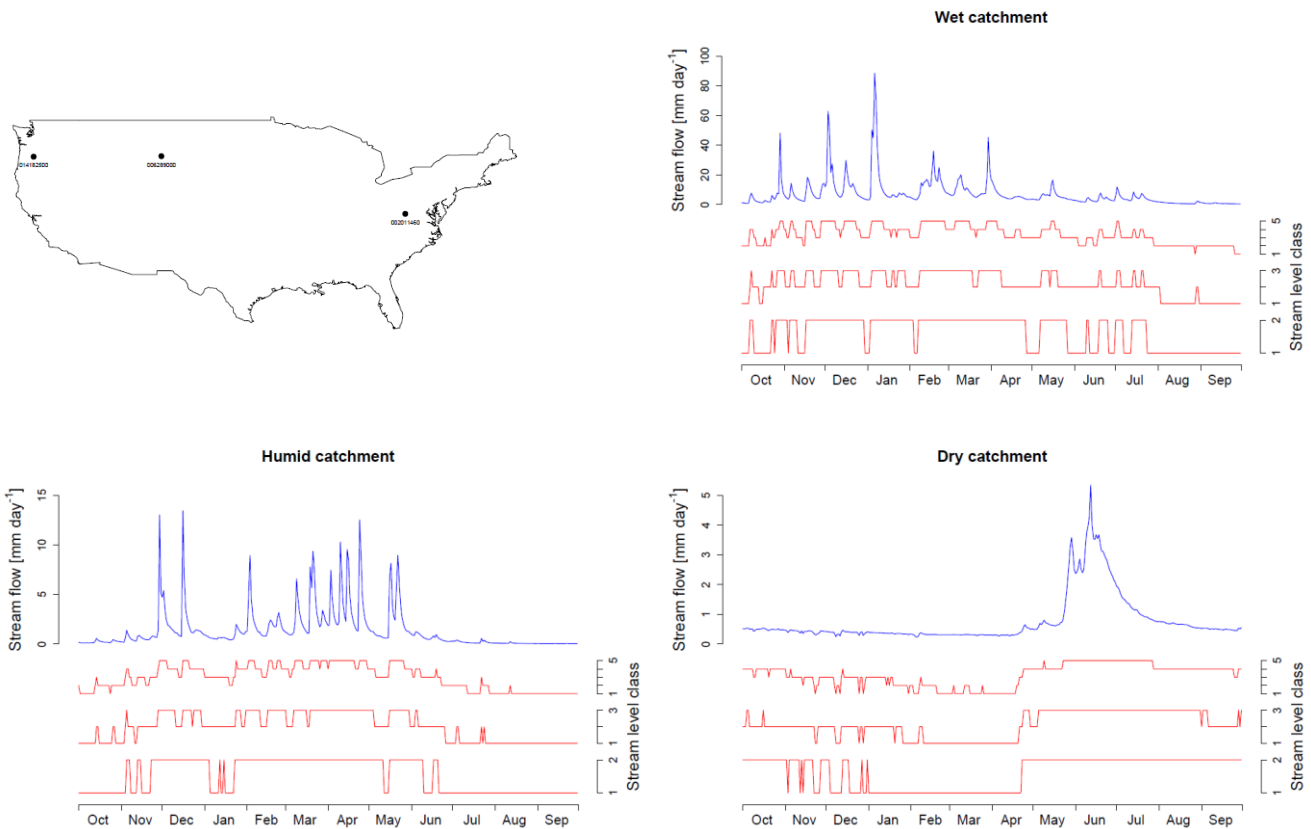 Wet catchment
014182500
006289000
002011460
Stream flow [mm day⁻¹]
0 20 40 60 80 100
Stream level class
1 5
1 3
1 2
Oct Nov Dec Jan Feb Mar Apr May Jun Jul Aug Sep
Humid catchment
Stream flow [mm day⁻¹]
0 5 10 15
Stream level class
1 5
1 3
1 2
Oct Nov Dec Jan Feb Mar Apr May Jun Jul Aug Sep
Dry catchment
Stream flow [mm day⁻¹]
0 1 2 3 4 5
Stream level class
1 5
1 3
1 2
Oct Nov Dec Jan Feb Mar Apr May Jun Jul Aug Sep